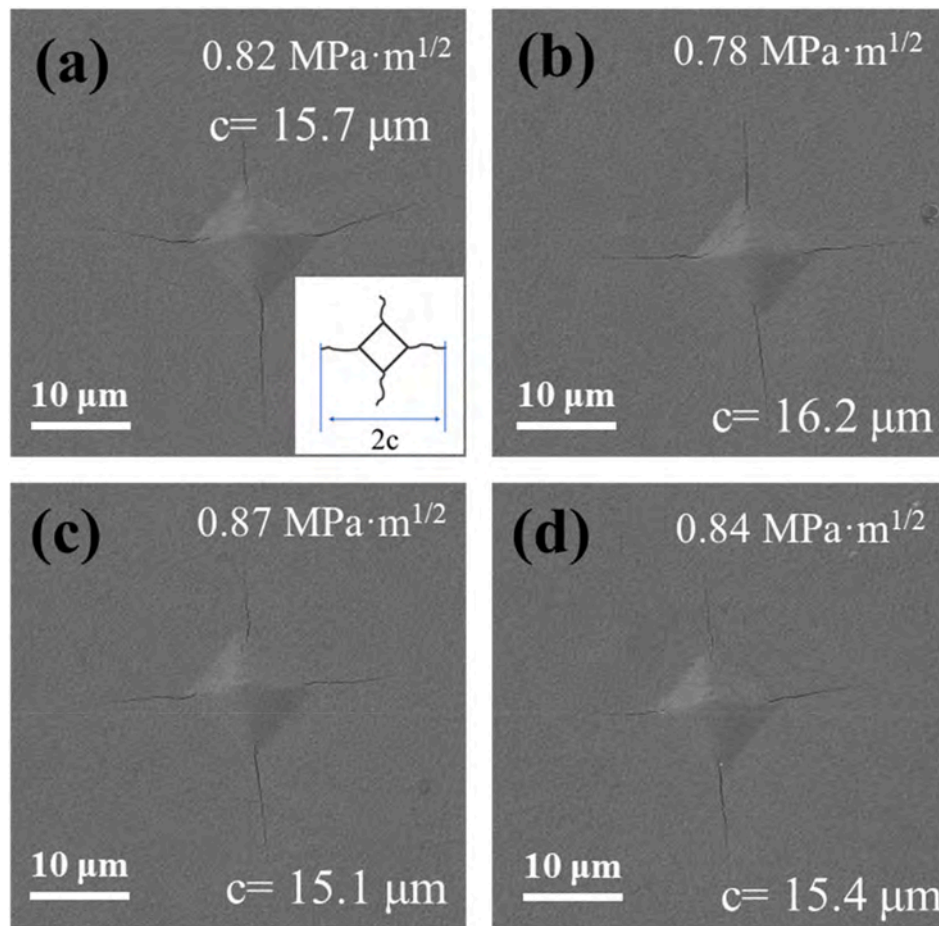 (a)
0.82 MPa·m1/2
c= 15.7 μm
10 μm
2c
(b)
0.78 MPa·m1/2
10 μm
c= 16.2 μm
(c)
0.87 MPa·m1/2
10 μm
c= 15.1 μm
(d)
0.84 MPa·m1/2
10 μm
c= 15.4 μm